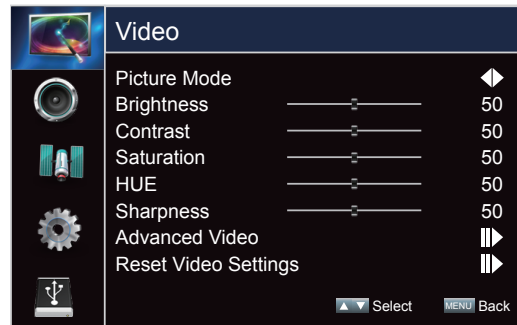 Video
Picture Mode
Brightness 50
Contrast 50
Saturation 50
HUE 50
Sharpness 50
Advanced Video
Reset Video Settings
Select MENU Back